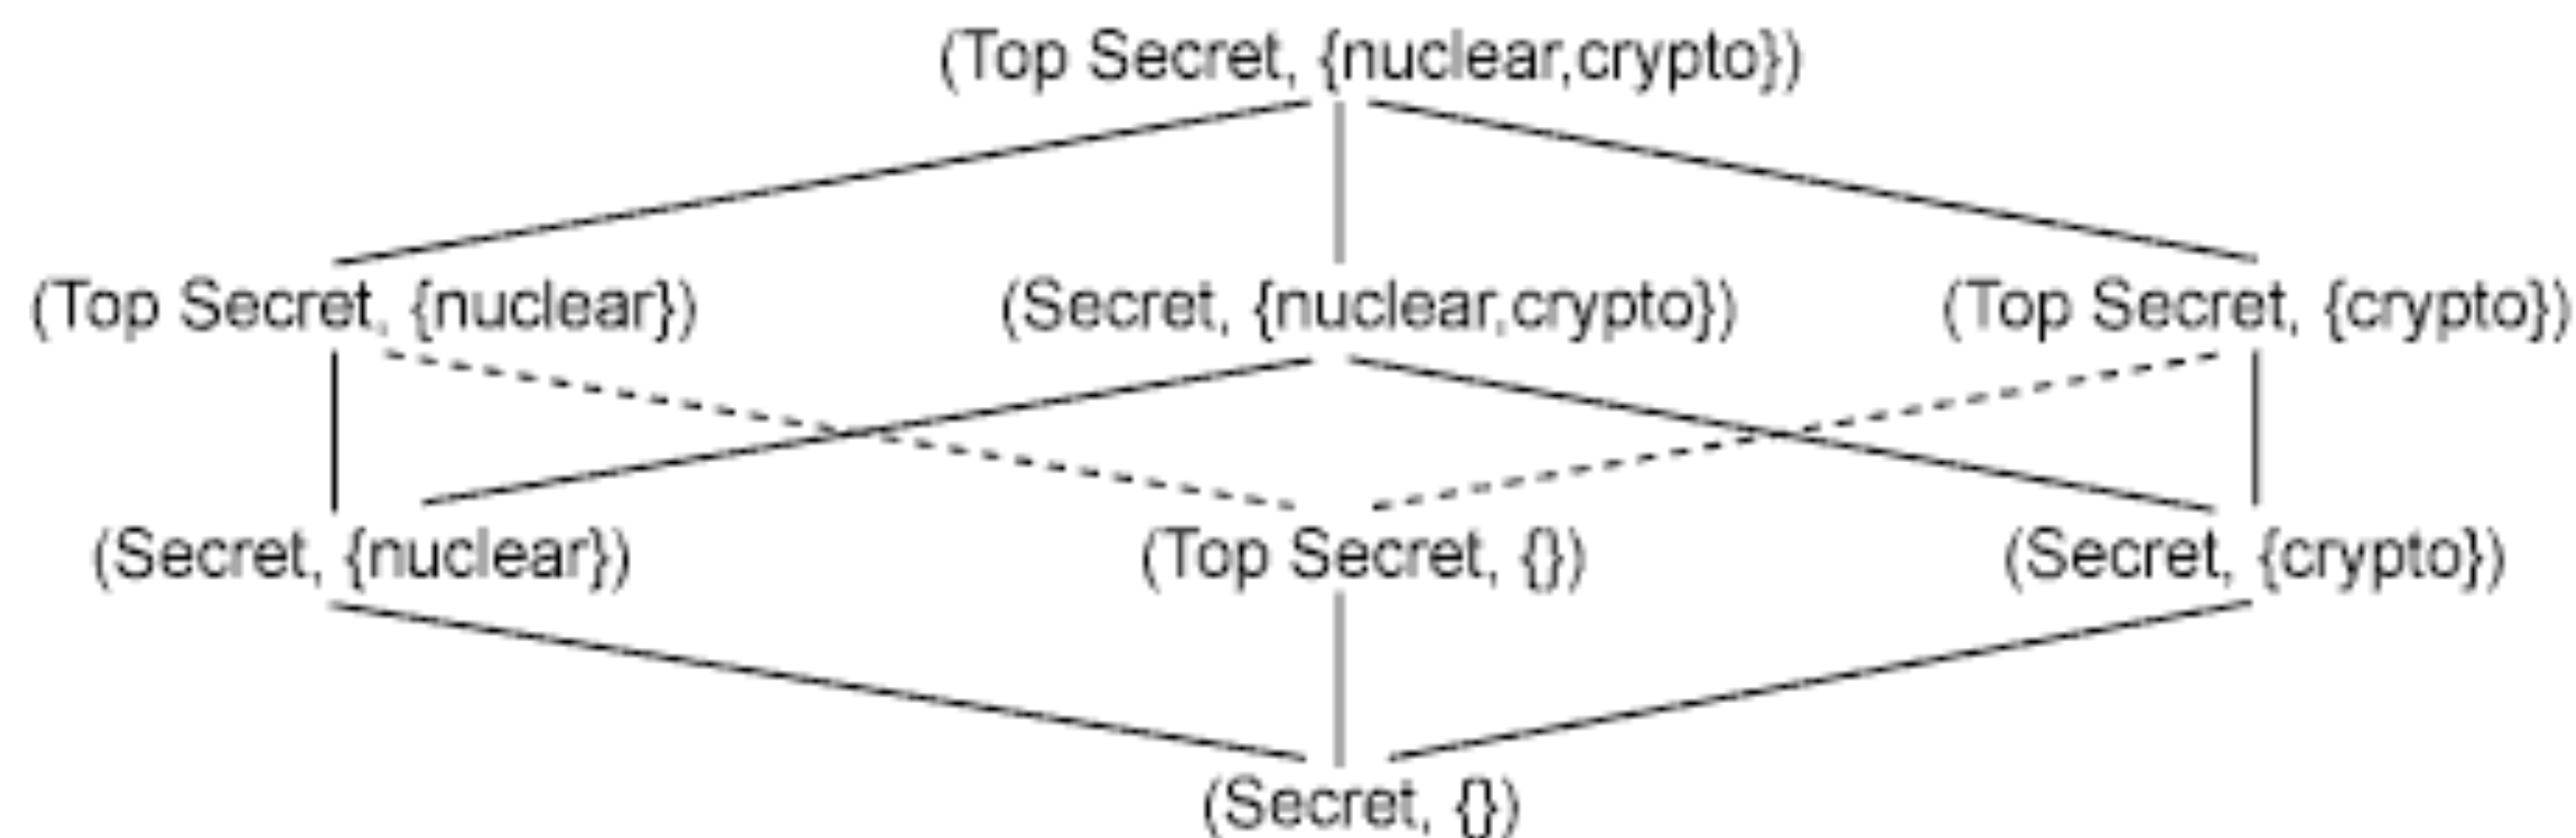 (Top Secret, {nuclear,crypto})
(Top Secret, {nuclear}) (Secret, {nuclear,crypto}) (Top Secret, {crypto})
(Secret, {nuclear}) (Top Secret, {}) (Secret, {crypto})
(Secret, {})